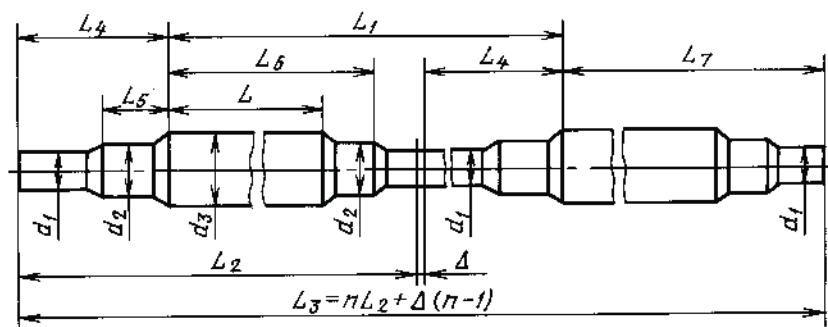 L₄ L₁
L₆ L₄ L₇
L₅ L
d₁ d₂ d₃ d₂ d₁ d₁
L₂ Δ
L₃=nL₂+Δ(n-1)